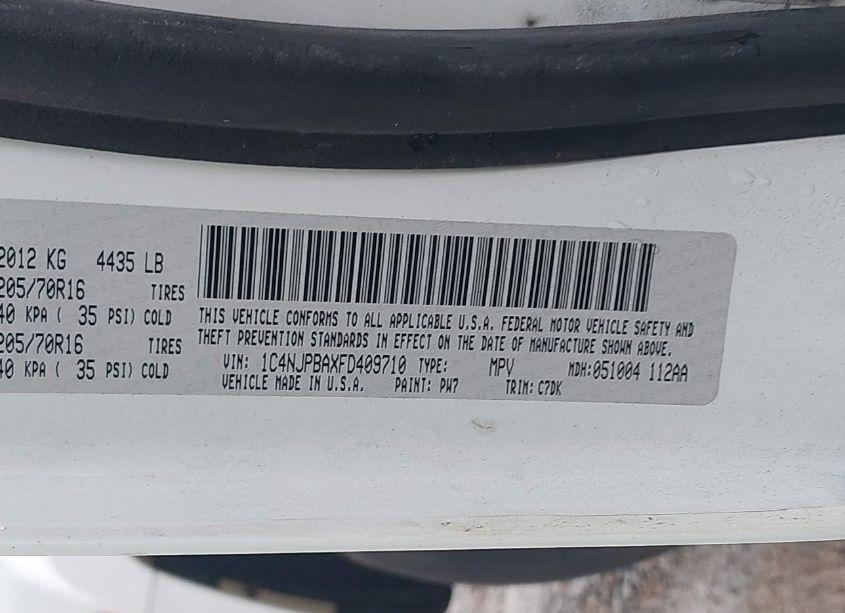 2012 KG 4435 LB
205/70R16 TIRES
40 KPA ( 35 PSI) COLD
205/70R16 TIRES
40 KPA ( 35 PSI) COLD
THIS VEHICLE CONFORMS TO ALL APPLICABLE U.S.A. FEDERAL MOTOR VEHICLE SAFETY AND
THEFT PREVENTION STANDARDS IN EFFECT ON THE DATE OF MANUFACTURE SHOWN ABOVE.
VIN: 1C4NJPBAXFD409710 TYPE: MPV MDH:051004 112AA
VEHICLE MADE IN U.S.A. PAINT: PW7 TRIM: C7DK